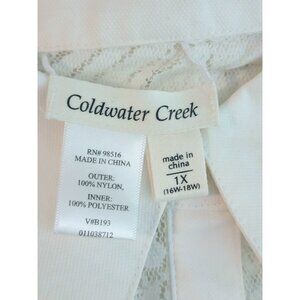 Coldwater Creek
RN# 98516
MADE IN CHINA
OUTER:
100% NYLON,
INNER:
100% POLYESTER
V#B193
011038712
made in
china
1X
(16W-18W)